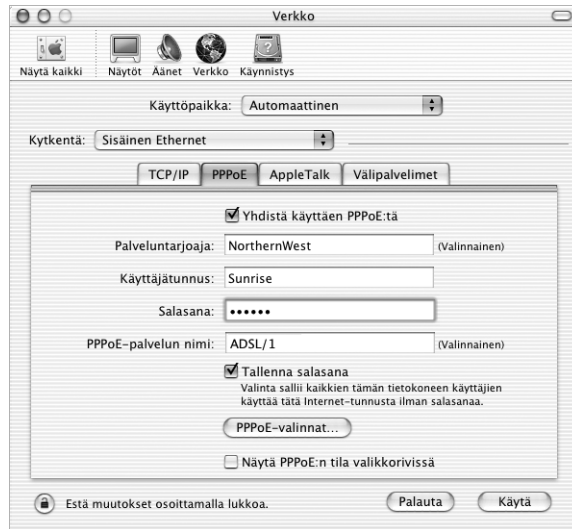 Verkko
Näytä kaikki Näytöt Äänet Verkko Käynnistys
Käyttöpaikka: Automaattinen
Kytkentä: Sisäinen Ethernet
TCP/IP PPPoE AppleTalk Välipalvelimet
Yhdistä käyttäen PPPoE:tä
Palveluntarjoaja: NorthernWest (Valinnainen)
Käyttäjätunnus: Sunrise
Salasana: ••••••
PPPoE-palvelun nimi: ADSL/1 (Valinnainen)
Tallenna salasana
Valinta sallii kaikkien tämän tietokoneen käyttäjien
käyttää tätä Internet-tunnusta ilman salasanaa.
PPPoE-valinnat...
Näytä PPPoE:n tila valikkorivissä
Estä muutokset osoittamalla lukkoa. Palauta Käytä